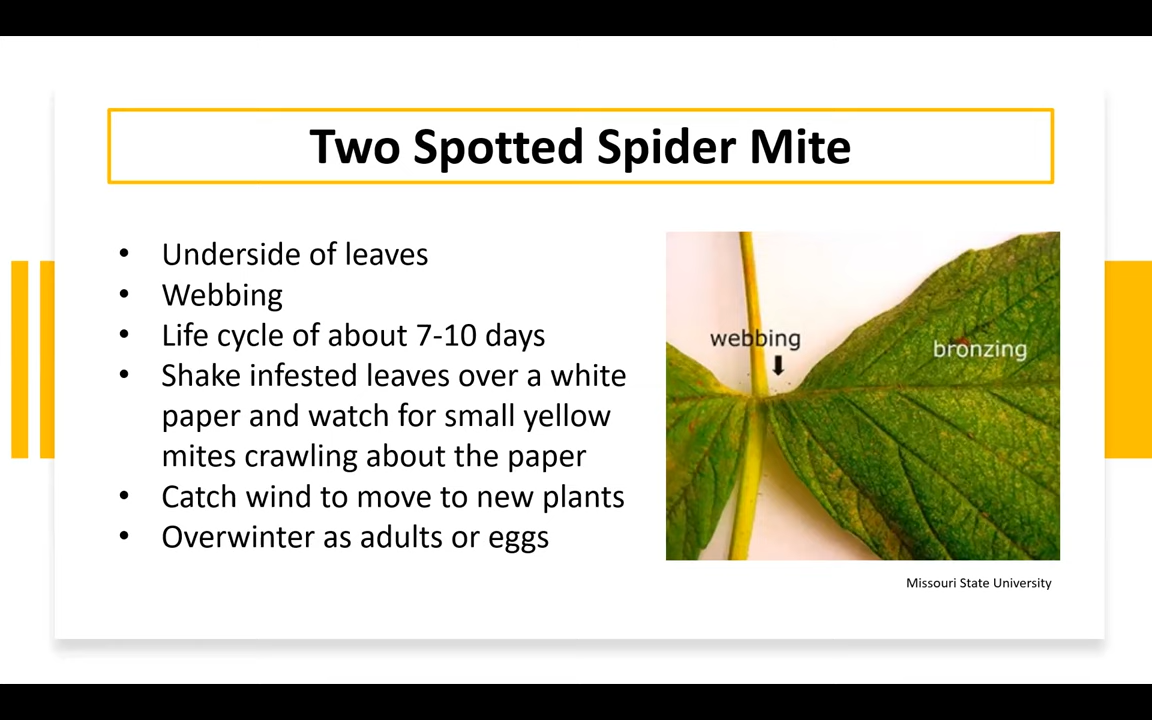 Two Spotted Spider Mite
• Underside of leaves
• Webbing
• Life cycle of about 7-10 days
• Shake infested leaves over a white
paper and watch for small yellow
mites crawling about the paper
• Catch wind to move to new plants
• Overwinter as adults or eggs
webbing
bronzing
Missouri State University